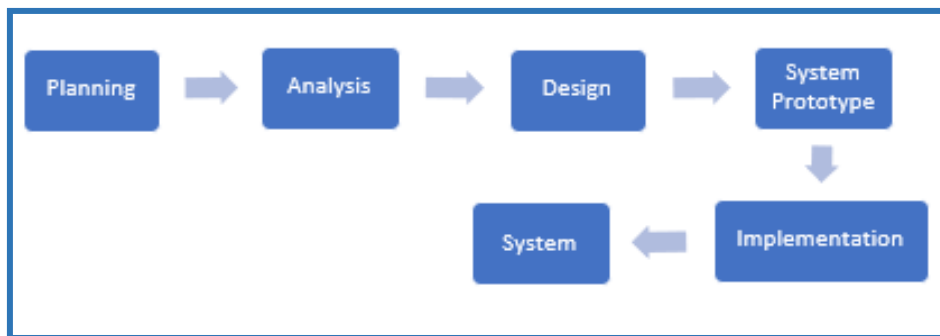 Planning
Analysis
Design
System
Prototype
Implementation
System